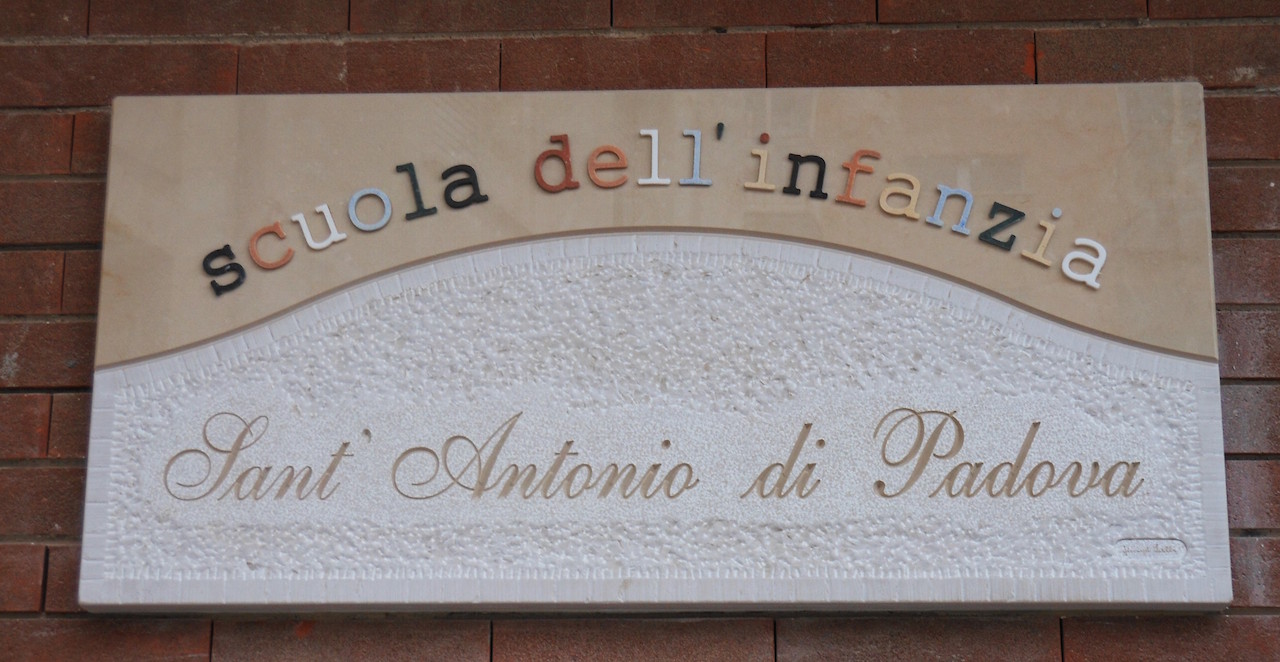 scuola dell'infanzia
Sant' Antonio di Padova